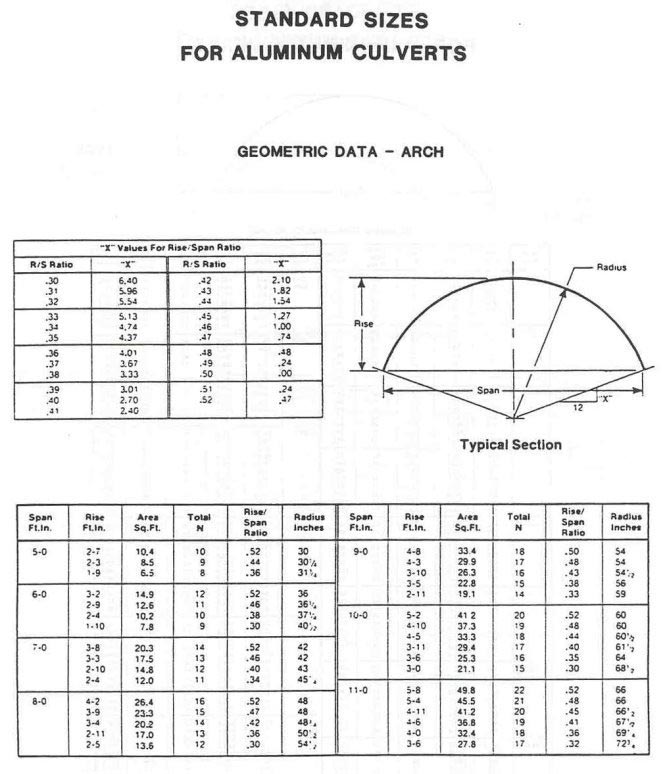 STANDARD SIZES
FOR ALUMINUM CULVERTS
GEOMETRIC DATA - ARCH
"X" Values For Rise/Span Ratio
R/S Ratio "X" R/S Ratio "X"
.30 6.40 .42 2.10
.31 5.96 .43 1.82
.32 5.54 .44 1.54
.33 5.13 .45 1.27
.34 4.74 .46 1.00
.35 4.37 .47 .74
.36 4.01 .48 .48
.37 3.67 .49 .24
.38 3.33 .50 .00
.39 3.01 .51 .24
.40 2.70 .52 .47
.41 2.40
Radius
Rise
Span
"X"
12
Typical Section
Span Ft.In. Rise Ft.In. Area Sq.Ft. Total N Rise/Span Ratio Radius Inches
5-0 2-7 10.4 10 .52 30
2-3 8.5 9 .44 30¼
1-9 6.5 8 .36
6-0 3-2 14.9 12 .52 36
2-9 12.6 11 .46 36¼
2-4 10.2 10 .38
1-10 7.8 9 .30 40½
7-0 3-8 20.3 14 .52 42
3-3 17.5 13 .46 42
2-10 14.8 12 .40 43
2-4 12.0 11 .34
8-0 4-2 26.4 16 .52 48
3-9 23.3 15 .47 48
3-4 20.2 14 .42
2-11 17.0 13 .36 50½
2-5 13.6 12 .30
Span Ft.In. Rise Ft.In. Area Sq.Ft. Total N Rise/Span Ratio Radius Inches
9-0 4-8 33.4 18 .50 54
4-3 29.9 17 .48 54
3-10 26.3 16 .43 54½
3-5 22.8 15 .38 56
2-11 19.1 14 .33 59
10-0 5-2 41.2 20 .52 60
4-10 37.3 19 .48 60
4-5 33.3 18 .44 60½
3-11 29.4 17 .40 61½
3-6 25.3 16 .35 64
3-0 21.1 15 .30 68½
11-0 5-8 49.8 22 .52 66
5-4 45.5 21 .48 66
4-11 41.2 20 .45 66½
4-6 36.8 19 .41 67½
4-0 32.4 18 .36
3-6 27.8 17 .32